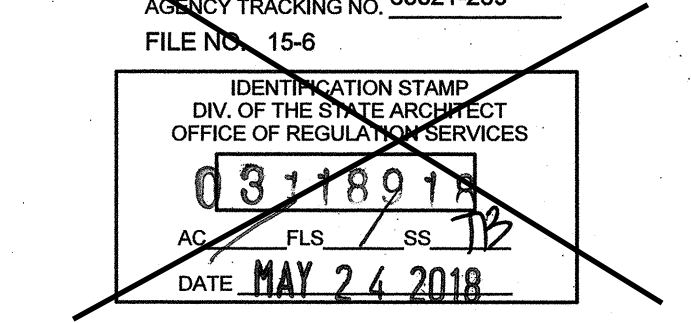 AGENCY TRACKING NO.
FILE NO. 15-6
IDENTIFICATION STAMP
DIV. OF THE STATE ARCHITECT
OFFICE OF REGULATION SERVICES
03118918
AC FLS SS TB
DATE MAY 24 2018